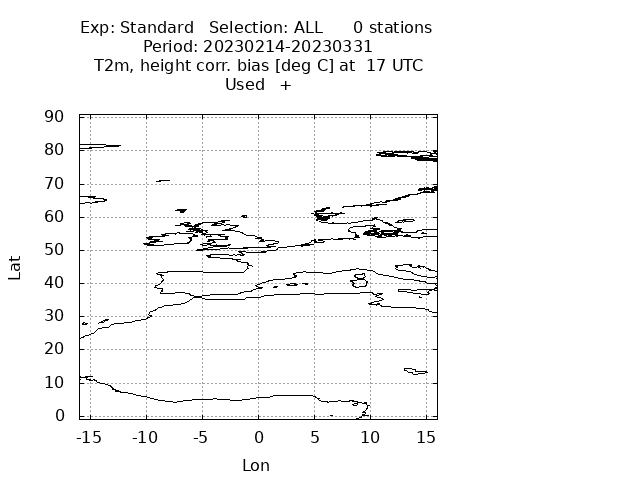 Exp: Standard   Selection: ALL      0 stations
Period: 20230214-20230331
T2m, height corr. bias [deg C] at  17 UTC
Used   +
90
80
70
60
50
40
30
20
10
0
Lat
-15 -10 -5 0 5 10 15
Lon